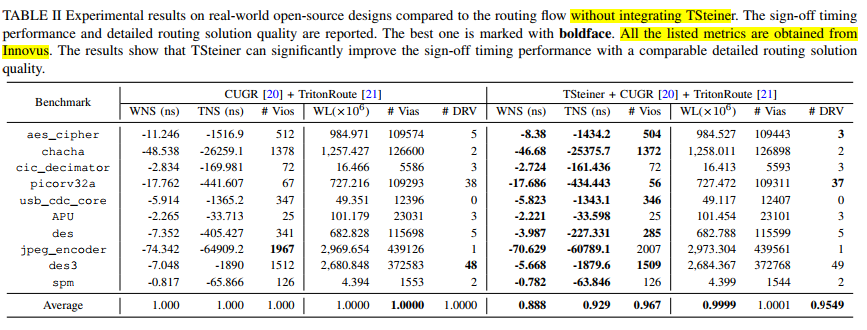 TABLE II Experimental results on real-world open-source designs compared to the routing flow without integrating TSteiner. The sign-off timing
performance and detailed routing solution quality are reported. The best one is marked with boldface. All the listed metrics are obtained from
Innovus. The results show that TSteiner can significantly improve the sign-off timing performance with a comparable detailed routing solution
quality.
Benchmark CUGR [20] + TritonRoute [21] TSteiner + CUGR [20] + TritonRoute [21]
WNS (ns) TNS (ns) # Vios WL(×10⁶) # Vias # DRV WNS (ns) TNS (ns) # Vios WL(×10⁶) # Vias # DRV
aes_cipher -11.246 -1516.9 512 984.971 109574 5 -8.38 -1434.2 504 984.527 109443 3
chacha -48.538 -26259.1 1378 1,257.427 126600 2 -46.68 -25375.7 1372 1,258.011 126898 2
cic_decimator -2.834 -169.981 72 16.466 5586 3 -2.724 -161.436 72 16.413 5593 3
picorv32a -17.762 -441.607 67 727.216 109293 38 -17.686 -434.443 56 727.472 109311 37
usb_cdc_core -5.914 -1365.2 347 49.351 12396 0 -5.823 -1343.1 346 49.117 12407 0
APU -2.265 -33.713 25 101.179 23031 3 -2.221 -33.598 25 101.454 23101 3
des -7.352 -405.427 341 682.828 115698 5 -3.987 -227.331 285 682.788 115599 5
jpeg_encoder -74.342 -64909.2 1967 2,969.654 439126 1 -70.629 -60789.1 2007 2,973.304 439561 1
des3 -7.048 -1890 1512 2,680.848 372583 48 -5.668 -1879.6 1509 2,684.367 372768 49
spm -0.817 -65.866 126 4.394 1553 2 -0.782 -63.846 126 4.399 1544 2
Average 1.000 1.000 1.000 1.0000 1.0000 1.0000 0.888 0.929 0.967 0.9999 1.0001 0.9549